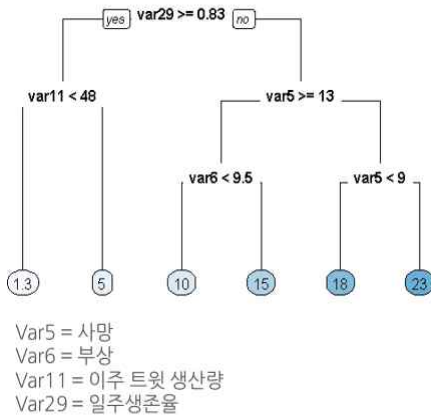 yes var29 >= 0.83 no
var11 < 48 var5 >= 13
var6 < 9.5 var5 < 9
1.3 5 10 15 18 23
Var5 = 사망
Var6 = 부상
Var11 = 이주 트윗 생산량
Var29 = 일주생존율